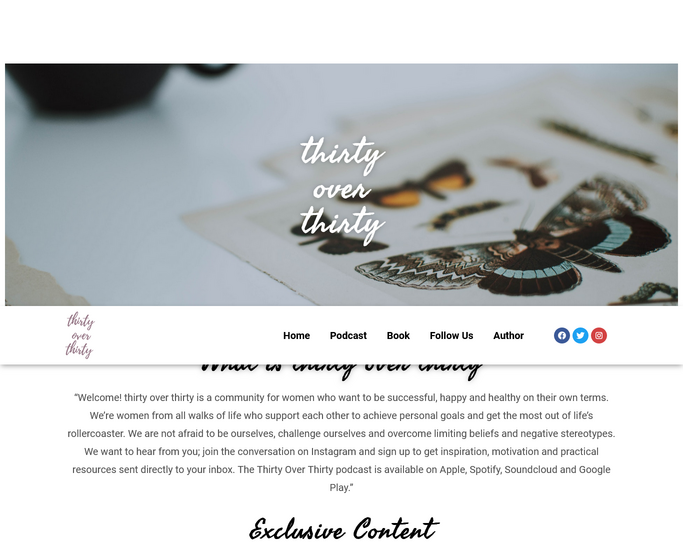 thirty
over
thirty
thirty
over
thirty
Home Podcast Book Follow Us Author
What is thirty over thirty
“Welcome! thirty over thirty is a community for women who want to be successful, happy and healthy on their own terms.
We’re women from all walks of life who support each other to achieve personal goals and get the most out of life’s
rollercoaster. We are not afraid to be ourselves, challenge ourselves and overcome limiting beliefs and negative stereotypes.
We want to hear from you; join the conversation on Instagram and sign up to get inspiration, motivation and practical
resources sent directly to your inbox. The Thirty Over Thirty podcast is available on Apple, Spotify, Soundcloud and Google
Play.”
Exclusive Content